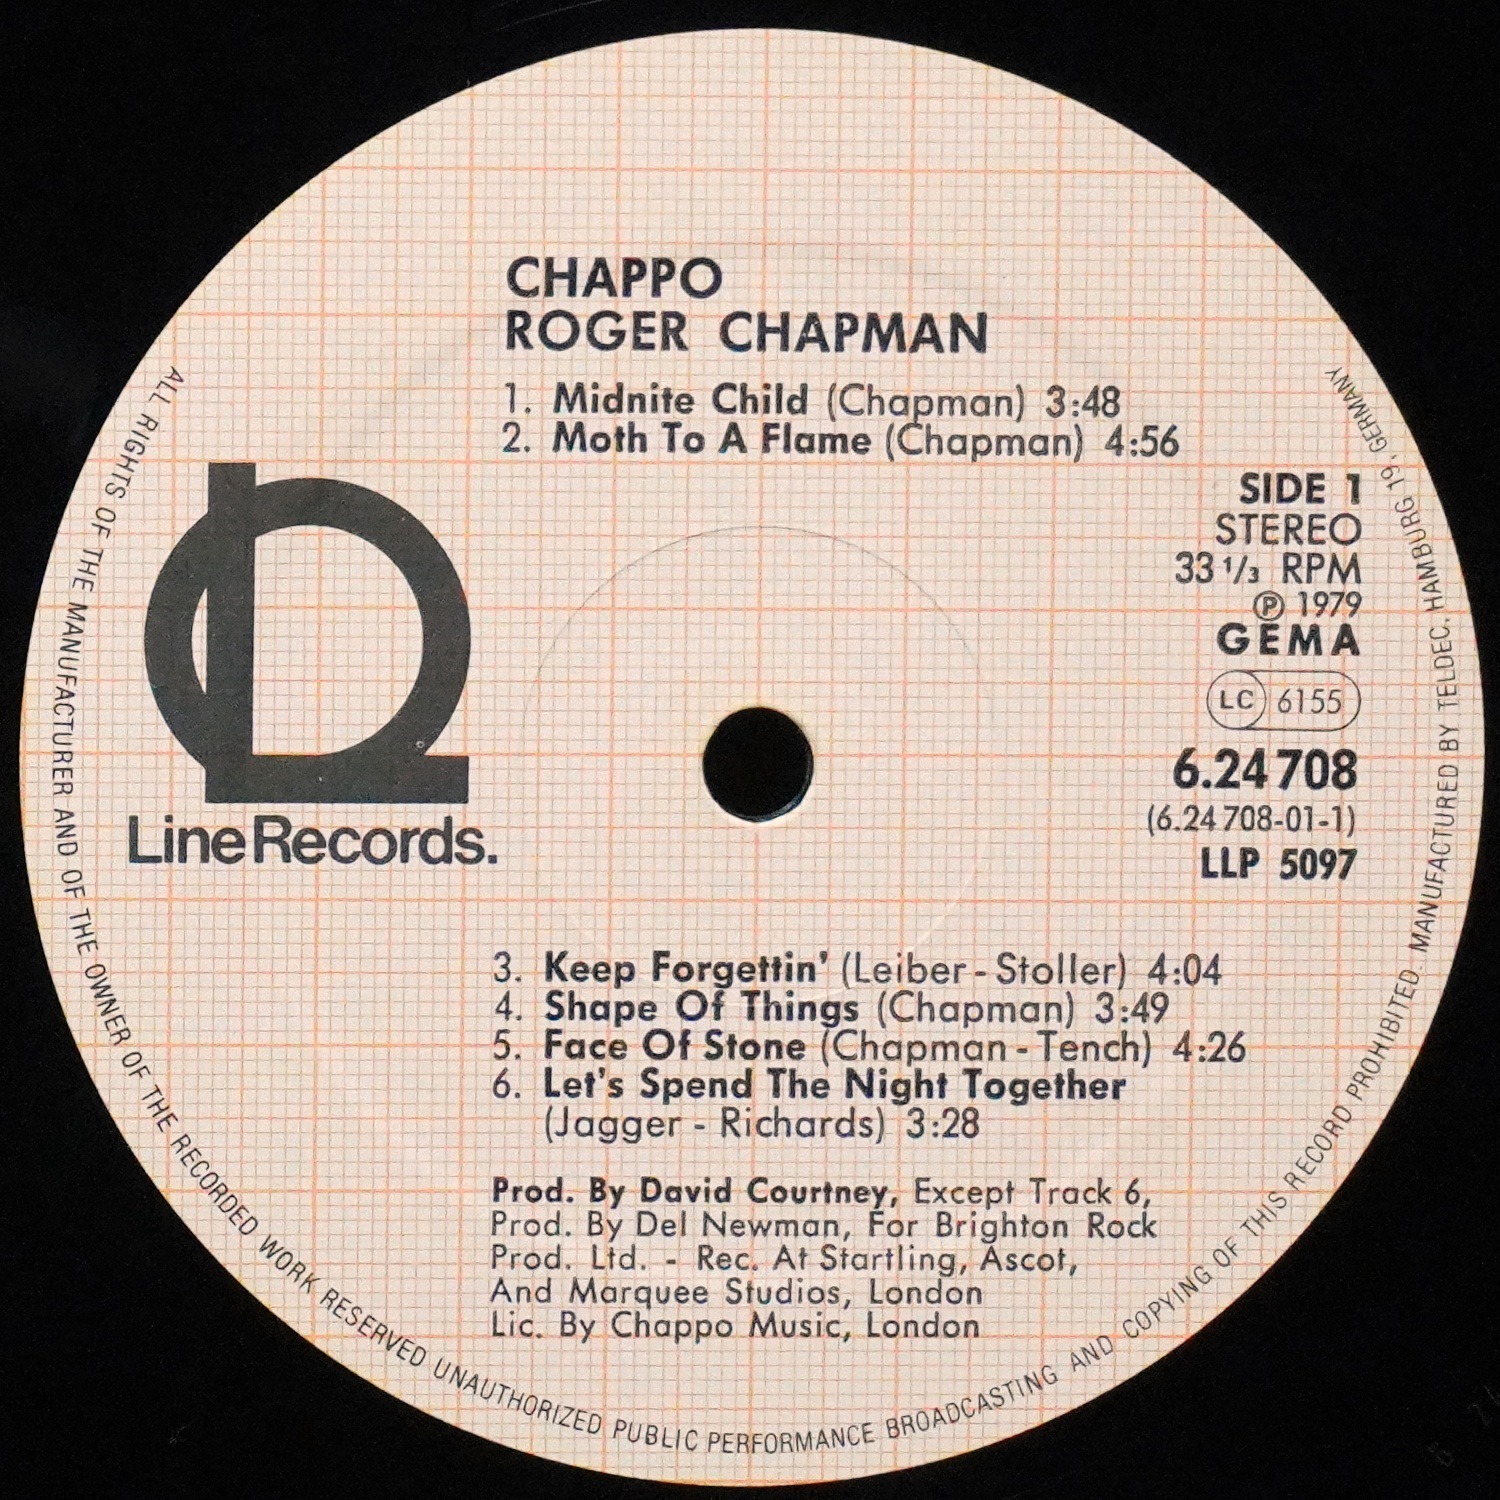 CHAPPO
ROGER CHAPMAN
1. Midnite Child (Chapman) 3:48
2. Moth To A Flame (Chapman) 4:56
SIDE 1
STEREO
33 1/3 RPM
℗ 1979
GEMA
LC 6155
6.24 708
(6.24 708-01-1)
LLP 5097
Line Records.
3. Keep Forgettin' (Leiber - Stoller) 4:04
4. Shape Of Things (Chapman) 3:49
5. Face Of Stone (Chapman - Tench) 4:26
6. Let's Spend The Night Together
(Jagger - Richards) 3:28
Prod. By David Courtney, Except Track 6,
Prod. By Del Newman, For Brighton Rock
Prod. Ltd. - Rec. At Startling, Ascot,
And Marquee Studios, London
Lic. By Chappo Music, London
ALL RIGHTS OF THE MANUFACTURER AND OF THE OWNER OF THE RECORDED WORK RESERVED UNAUTHORIZED PUBLIC PERFORMANCE BROADCASTING AND COPYING OF THIS RECORD PROHIBITED. MANUFACTURED BY TELDEC, HAMBURG 19, GERMANY